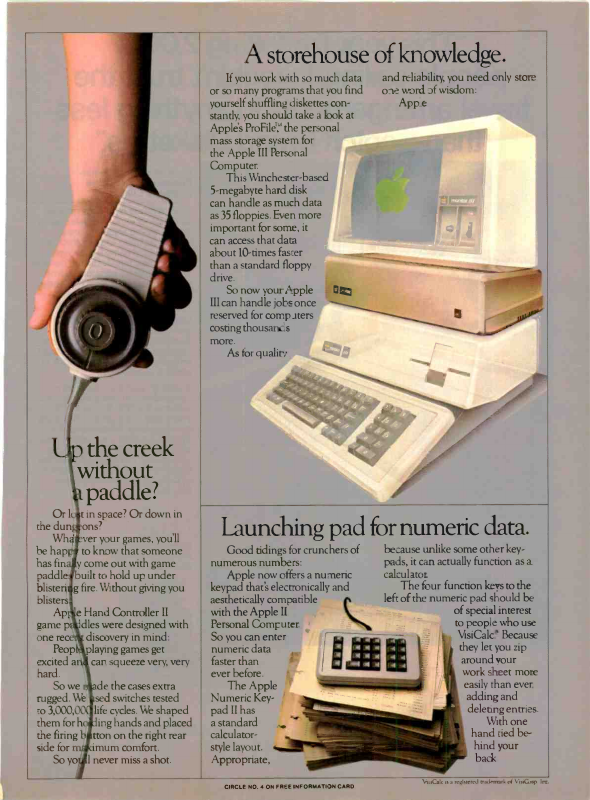 A storehouse of knowledge.
If you work with so much data
or so many programs that you find
yourself shuffling diskettes con-
stantly, you should take a look at
Apple's ProFile,™ the personal
mass storage system for
the Apple III Personal
Computer.
This Winchester-based
5-megabyte hard disk
can handle as much data
as 35 floppies. Even more
important for some, it
can access that data
about 10-times faster
than a standard floppy
drive.
So now your Apple
III can handle jobs once
reserved for computers
costing thousands
more.
As for quality
and reliability, you need only store
one word of wisdom:
Apple
Up the creek
without
a paddle?
Or lost in space? Or down in
the dungeons?
Whatever your games, you'll
be happy to know that someone
has finally come out with game
paddles built to hold up under
blistering fire. Without giving you
blisters.
Apple Hand Controller II
game paddles were designed with
one recent discovery in mind:
People playing games get
excited and can squeeze very, very
hard.
So we made the cases extra
rugged. We used switches tested
to 3,000,000 life cycles. We shaped
them for holding hands and placed
the firing button on the right rear
side for maximum comfort.
So you'll never miss a shot.
Launching pad for numeric data.
Good tidings for crunchers of
numerous numbers:
Apple now offers a numeric
keypad that's electronically and
aesthetically compatible
with the Apple II
Personal Computer.
So you can enter
numeric data
faster than
ever before.
The Apple
Numeric Key-
pad II has
a standard
calculator-
style layout.
Appropriate,
because unlike some other key-
pads, it can actually function as a
calculator.
The four function keys to the
left of the numeric pad should be
of special interest
to people who use
VisiCalc.® Because
they let you zip
around your
work sheet more
easily than ever,
adding and
deleting entries.
With one
hand tied be-
hind your
back
VisiCalc is a registered trademark of VisiCorp Inc.
CIRCLE NO. 4 ON FREE INFORMATION CARD